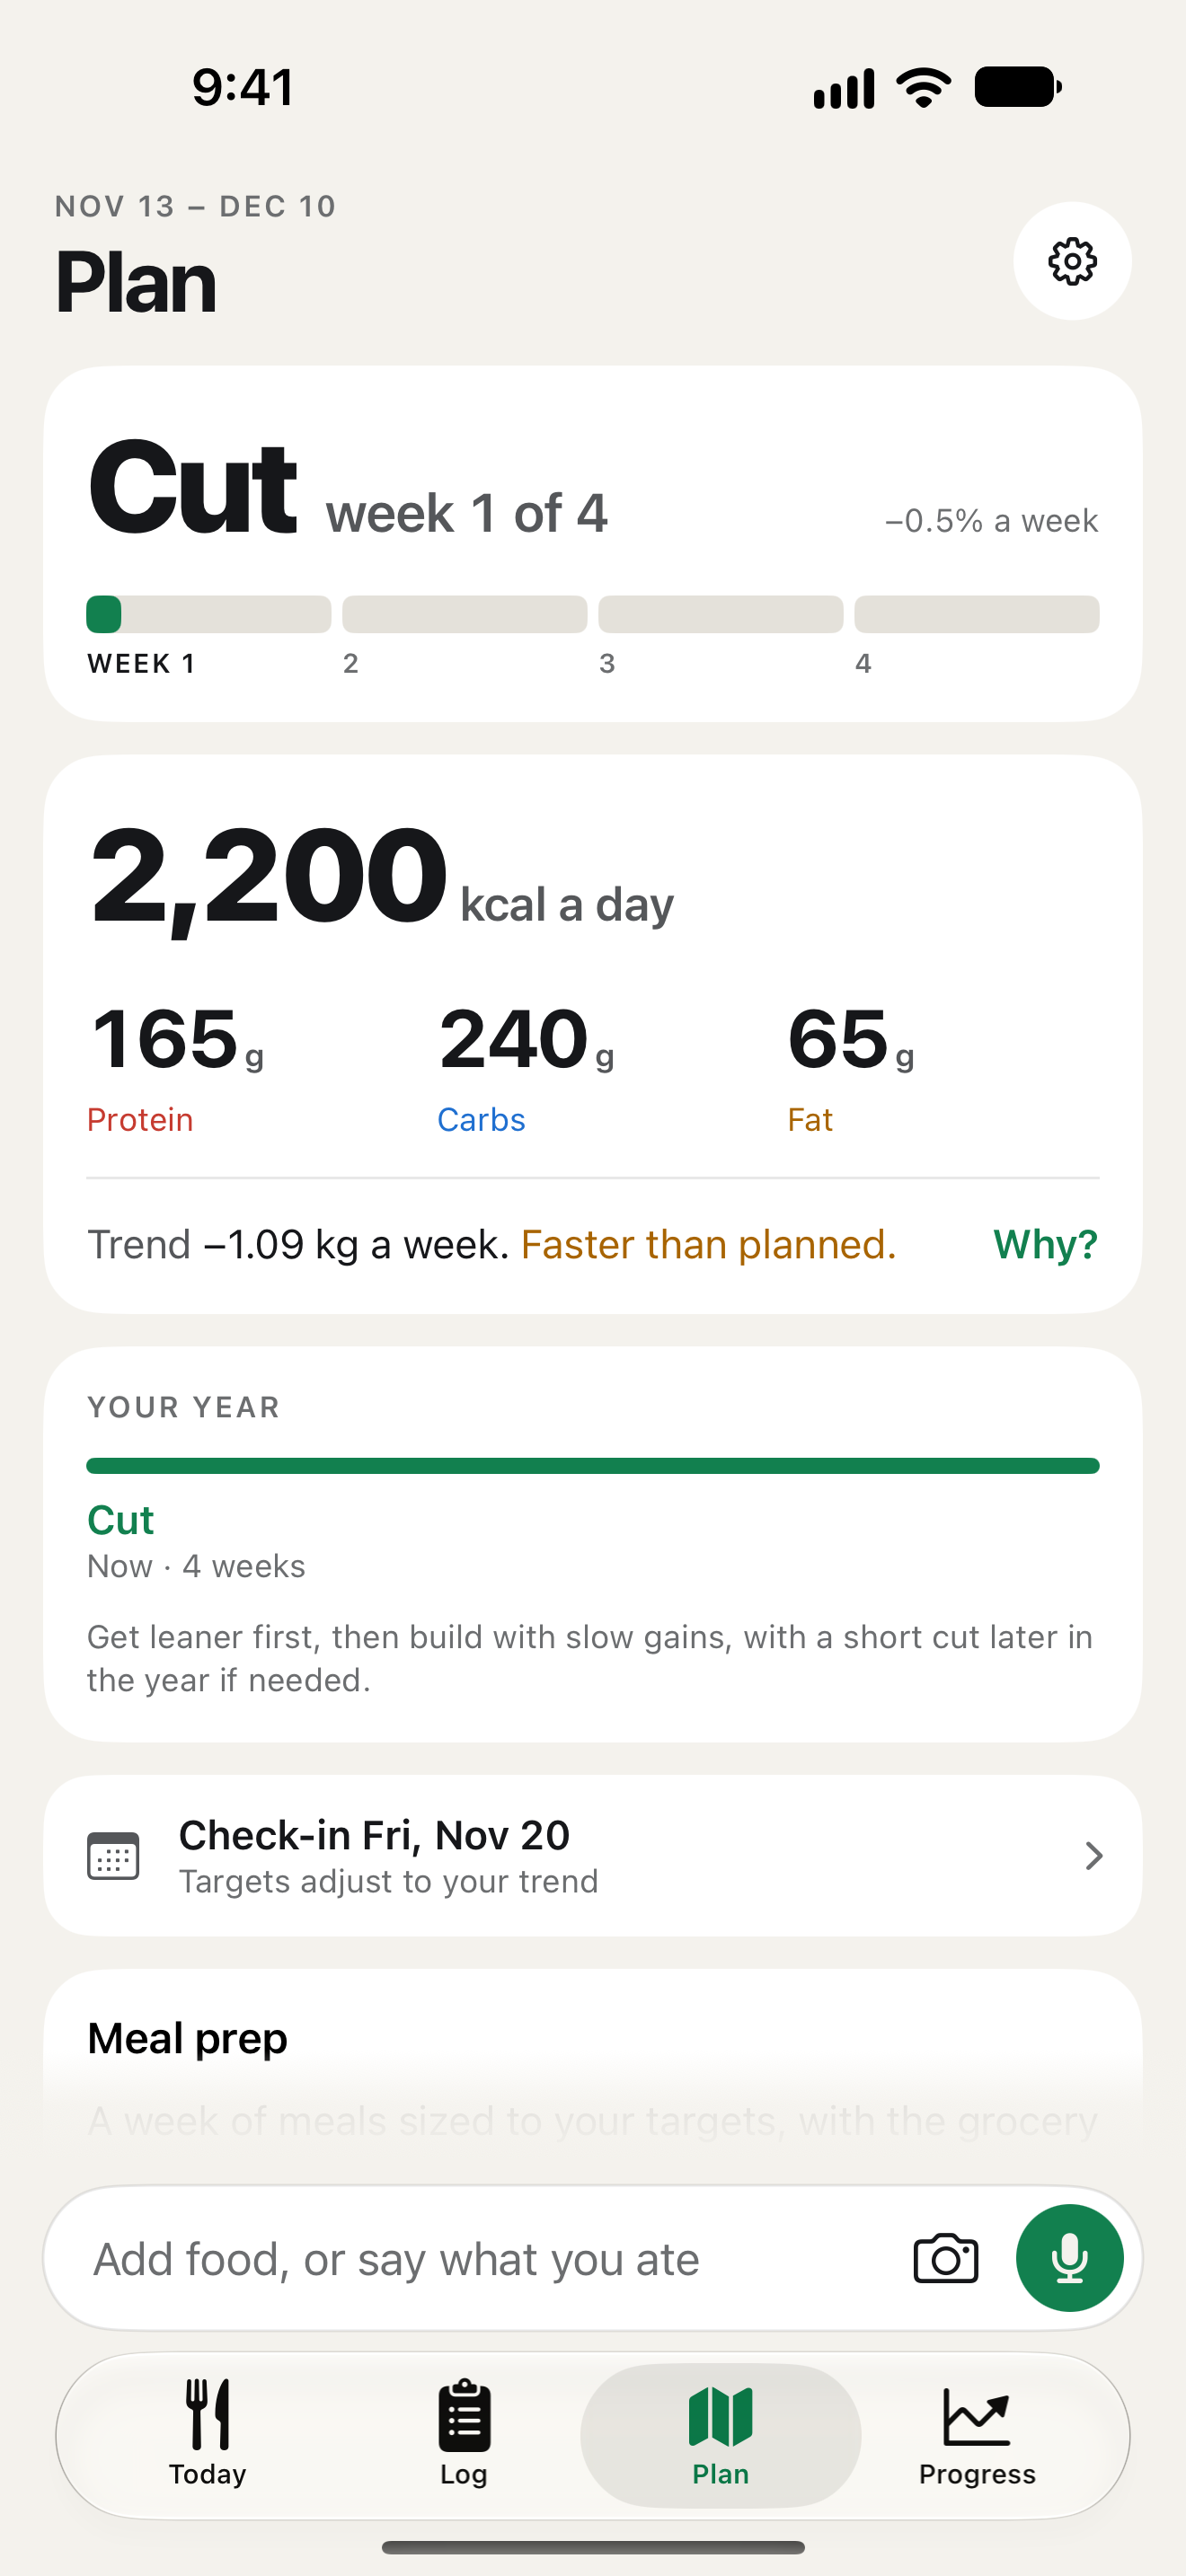 9:41
NOV 13 – DEC 10
Plan
Cut week 1 of 4 −0.5% a week
WEEK 1 2 3 4
2,200 kcal a day
165 g 240 g 65 g
Protein Carbs Fat
Trend −1.09 kg a week. Faster than planned. Why?
YOUR YEAR
Cut
Now · 4 weeks
Get leaner first, then build with slow gains, with a short cut later in
the year if needed.
Check-in Fri, Nov 20
Targets adjust to your trend
Meal prep
A week of meals sized to your targets, with the grocery
Add food, or say what you ate
Today Log Plan Progress